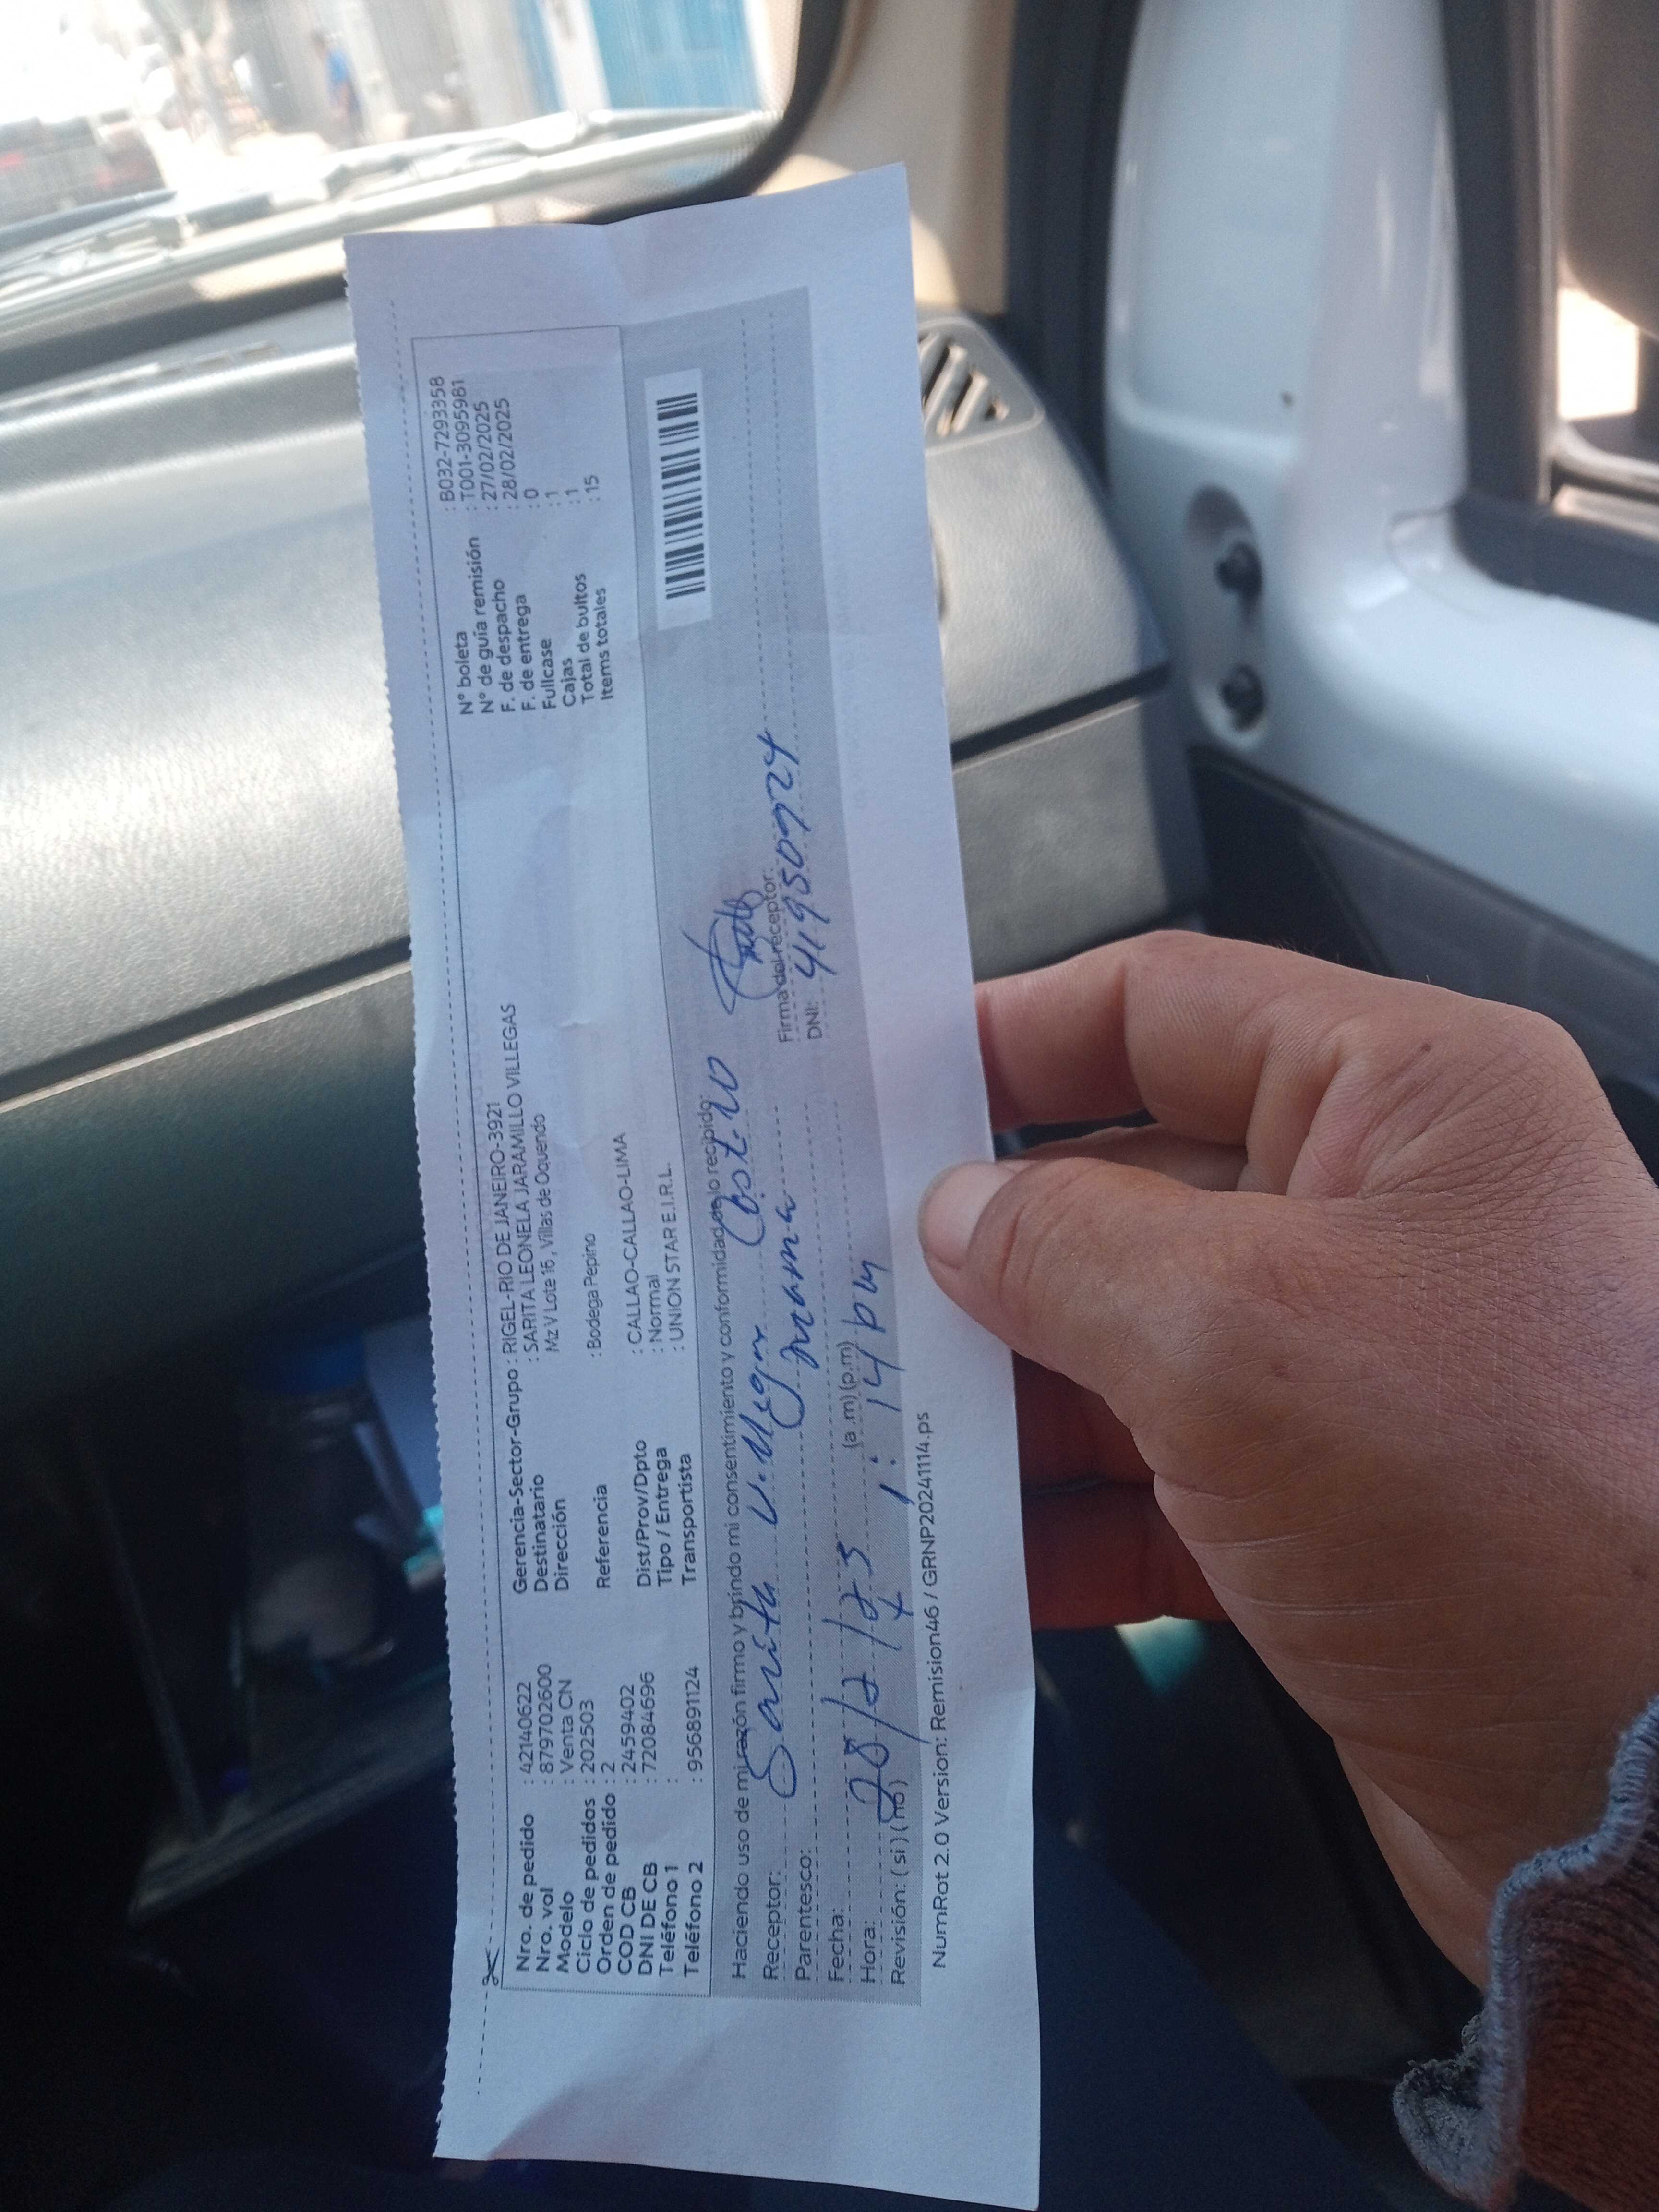 Nro. de pedido : 42140622
Nro. vol : 879702600
Modelo : Venta CN
Ciclo de pedidos : 202503
Orden de pedido : 2
COD CB : 2459402
DNI DE CB : 72084696
Teléfono 1 :
Teléfono 2 : 956891124
Gerencia-Sector-Grupo : RIGEL-RIO DE JANEIRO-3921
Destinatario : SARITA LEONELA JARAMILLO VILLEGAS
Dirección Mz V Lote 16 , Villas de Oquendo
Referencia : Bodega Pepino
Dist/Prov/Dpto : CALLAO-CALLAO-LIMA
Tipo / Entrega : Normal
Transportista : UNION STAR E.I.R.L.
N° boleta : B032-7293358
N° de guía remisión : T001-3095981
F. de despacho : 27/02/2025
F. de entrega : 28/02/2025
Fullcase : 0
Cajas : 1
Total de bultos : 1
Items totales : 15
Haciendo uso de mi razón firmo y brindo mi consentimiento y conformidad de lo recibido
Receptor: Sarita Villegas
Parentesco: mama
Fecha: 28/2/25
Hora: 1:14 pm (a .m) (p.m)
Revisión: ( si ) ( no )
Firma del receptor:
DNI: 41950724
NumRot 2.0 Version: Remision46 / GRNP20241114.ps